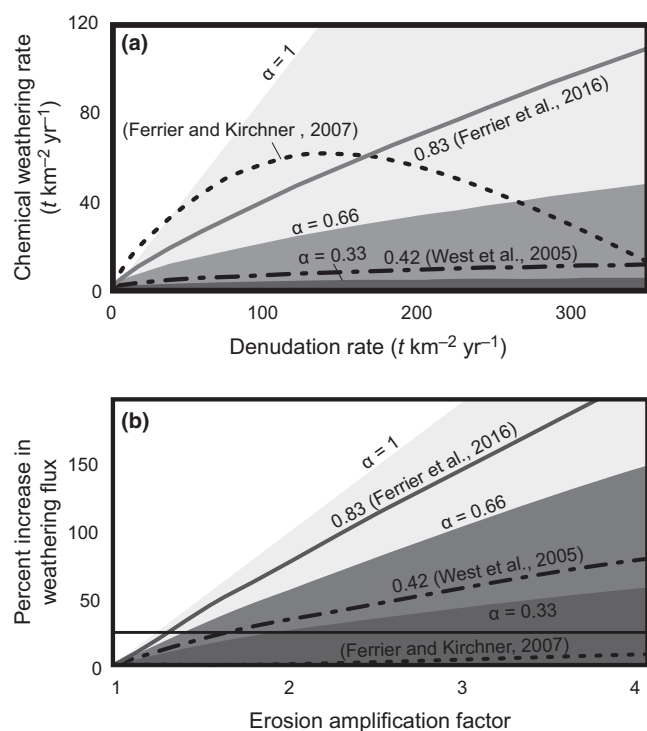 120
(a)
α = 1
80
(Ferrier and Kirchner , 2007)
0.83 (Ferrier et al., 2016)
40
α = 0.66
α = 0.33
0.42 (West et al., 2005)
0
0
100
200
300
Chemical weathering rate
(t km–2 yr–1)
Denudation rate (t km–2 yr–1)
(b)
α = 1
150
0.83 (Ferrier et al., 2016)
100
α = 0.66
0.42 (West et al., 2005)
50
α = 0.33
(Ferrier and Kirchner, 2007)
0
1
2
3
4
Percent increase in
weathering flux
Erosion amplification factor